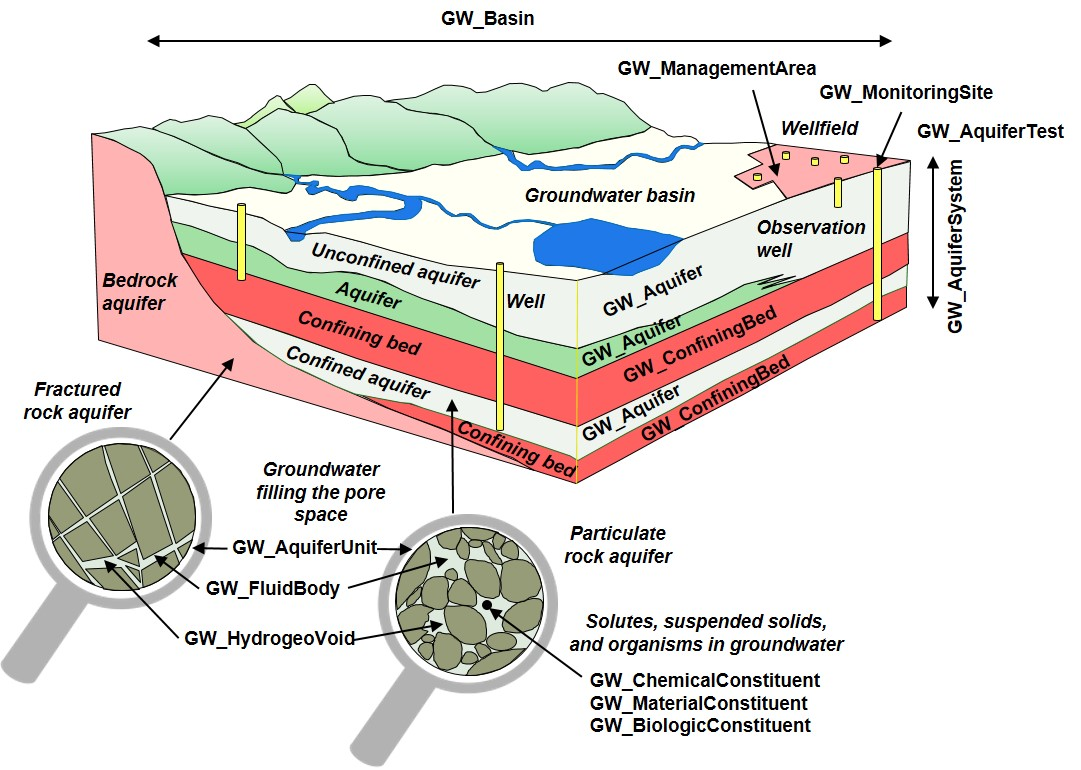 GW_Basin
GW_ManagementArea
GW_MonitoringSite
Wellfield
GW_AquiferTest
GW_AquiferSystem
Groundwater basin
Observation
well
Unconfined aquifer
Well
GW_Aquifer
Bedrock
aquifer
Aquifer
GW_Aquifer
Confining bed
GW_ConfiningBed
Confined aquifer
GW_Aquifer
Confining bed
GW_ConfiningBed
Fractured
rock aquifer
Groundwater
filling the pore
space
Particulate
rock aquifer
GW_AquiferUnit
GW_FluidBody
GW_HydrogeoVoid
Solutes, suspended solids,
and organisms in groundwater
GW_ChemicalConstituent
GW_MaterialConstituent
GW_BiologicConstituent